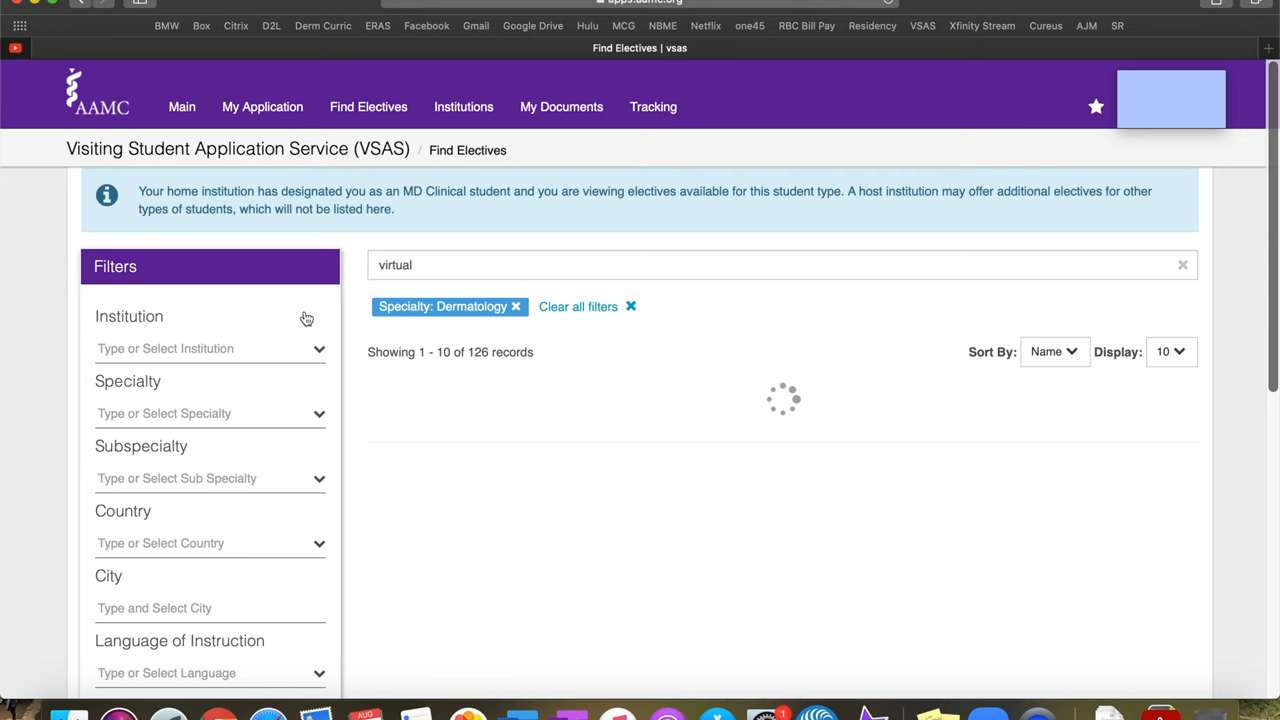 apps.aamc.org
BMW Box Citrix D2L Derm Curric ERAS Facebook Gmail Google Drive Hulu MCG NBME Netflix one45 RBC Bill Pay Residency VSAS Xfinity Stream Cureus AJM SR
Find Electives | vsas
AAMC Main My Application Find Electives Institutions My Documents Tracking
Visiting Student Application Service (VSAS) / Find Electives
Your home institution has designated you as an MD Clinical student and you are viewing electives available for this student type. A host institution may offer additional electives for other
types of students, which will not be listed here.
Filters
virtual
Institution
Specialty: Dermatology Clear all filters
Type or Select Institution
Showing 1 - 10 of 126 records Sort By: Name Display: 10
Specialty
Type or Select Specialty
Subspecialty
Type or Select Sub Specialty
Country
Type or Select Country
City
Type and Select City
Language of Instruction
Type or Select Language
AUG
1